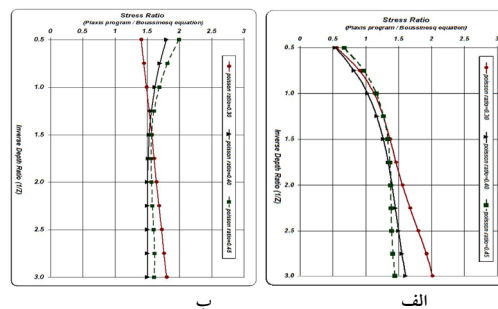 Stress Ratio
(Plaxis program / Boussinesq equation)
0 0.5 1 1.5 2 2.5 3
0.5
1.0
1.5
2.0
2.5
3.0
Inverse Depth Ratio (1/Z)
poisson ratio=0.30
poisson ratio=0.40
poisson ratio=0.45
ب
Stress Ratio
(Plaxis program / Boussinesq equation)
0 0.5 1 1.5 2 2.5 3
0.5
1.0
1.5
2.0
2.5
3.0
Inverse Depth Ratio (1/Z)
poisson ratio=0.30
poisson ratio=0.40
poisson ratio=0.45
الف